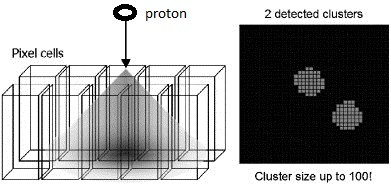 proton
Pixel cells
2 detected clusters
Cluster size up to 100!